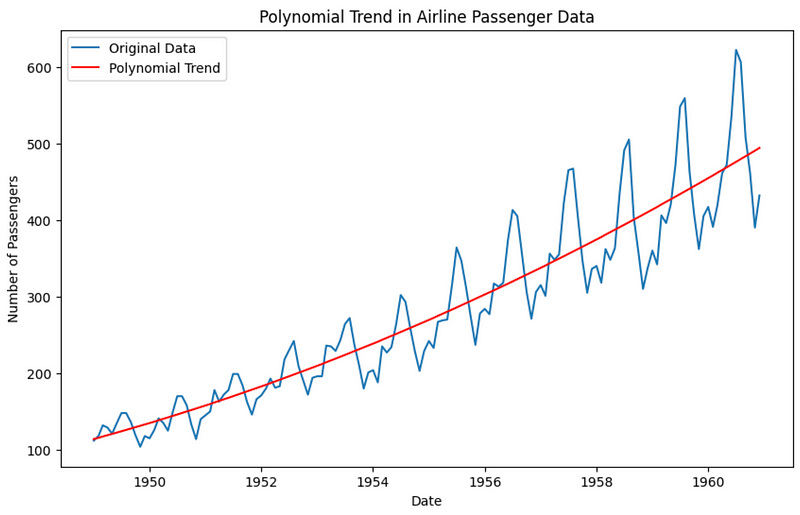 Polynomial Trend in Airline Passenger Data
Original Data
Polynomial Trend
Number of Passengers
600
500
400
300
200
100
1950
1952
1954
1956
1958
1960
Date